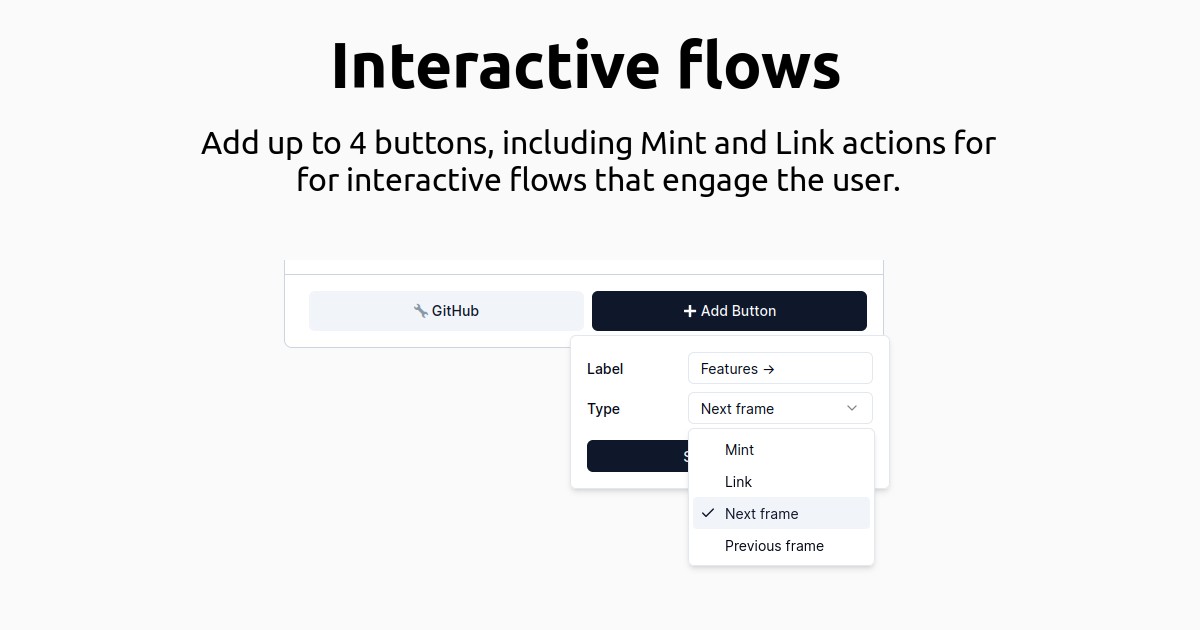 Interactive flows
Add up to 4 buttons, including Mint and Link actions for
for interactive flows that engage the user.
🔧 GitHub
+ Add Button
Label
Features →
Type
Next frame
Mint
Link
✓ Next frame
Previous frame